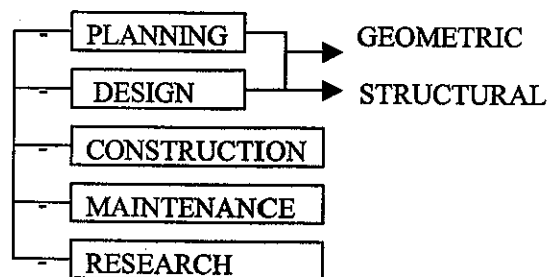 PLANNING
GEOMETRIC
DESIGN
STRUCTURAL
CONSTRUCTION
MAINTENANCE
RESEARCH